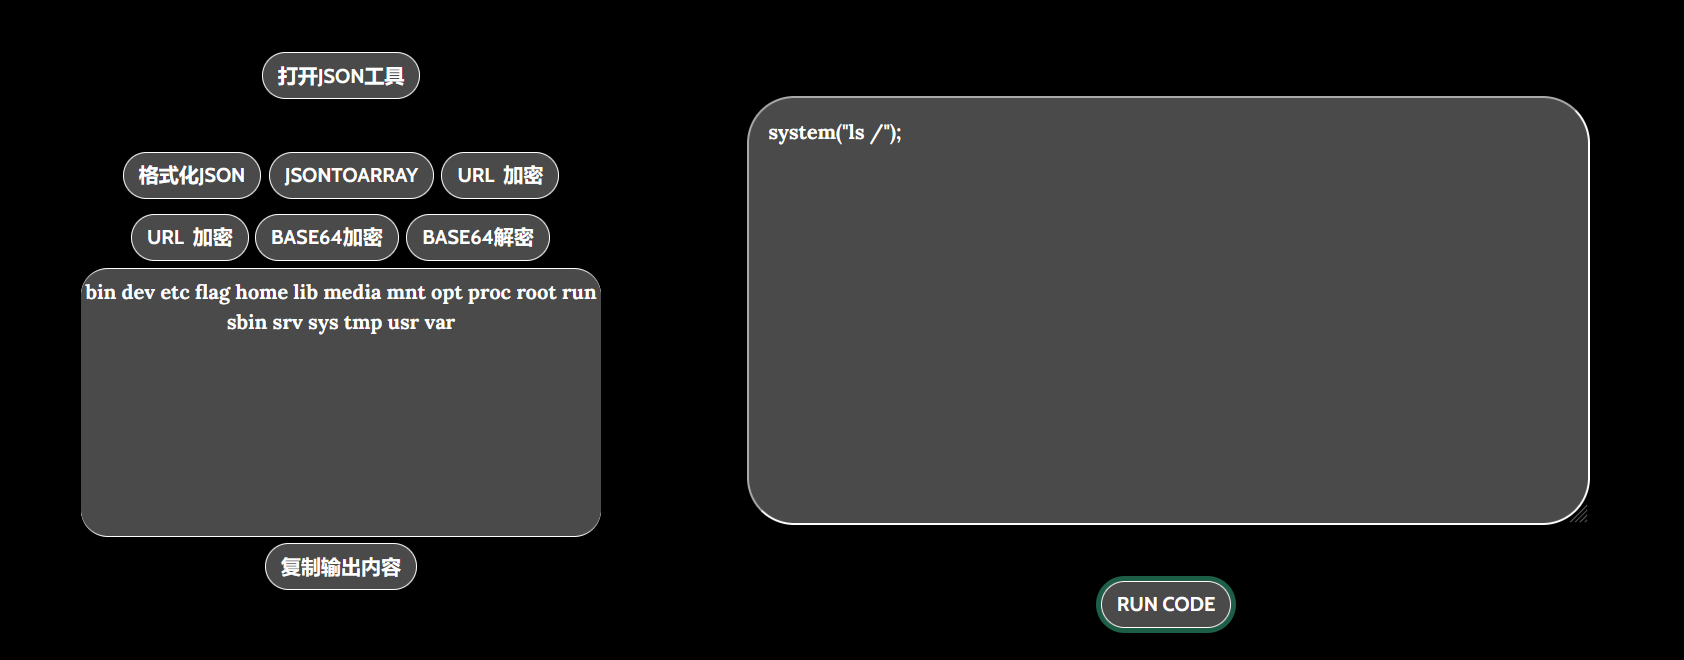 打开JSON工具
格式化JSON JSONTOARRAY URL 加密
URL 加密 BASE64加密 BASE64解密
bin dev etc flag home lib media mnt opt proc root run
sbin srv sys tmp usr var
复制输出内容
system("ls /");
RUN CODE